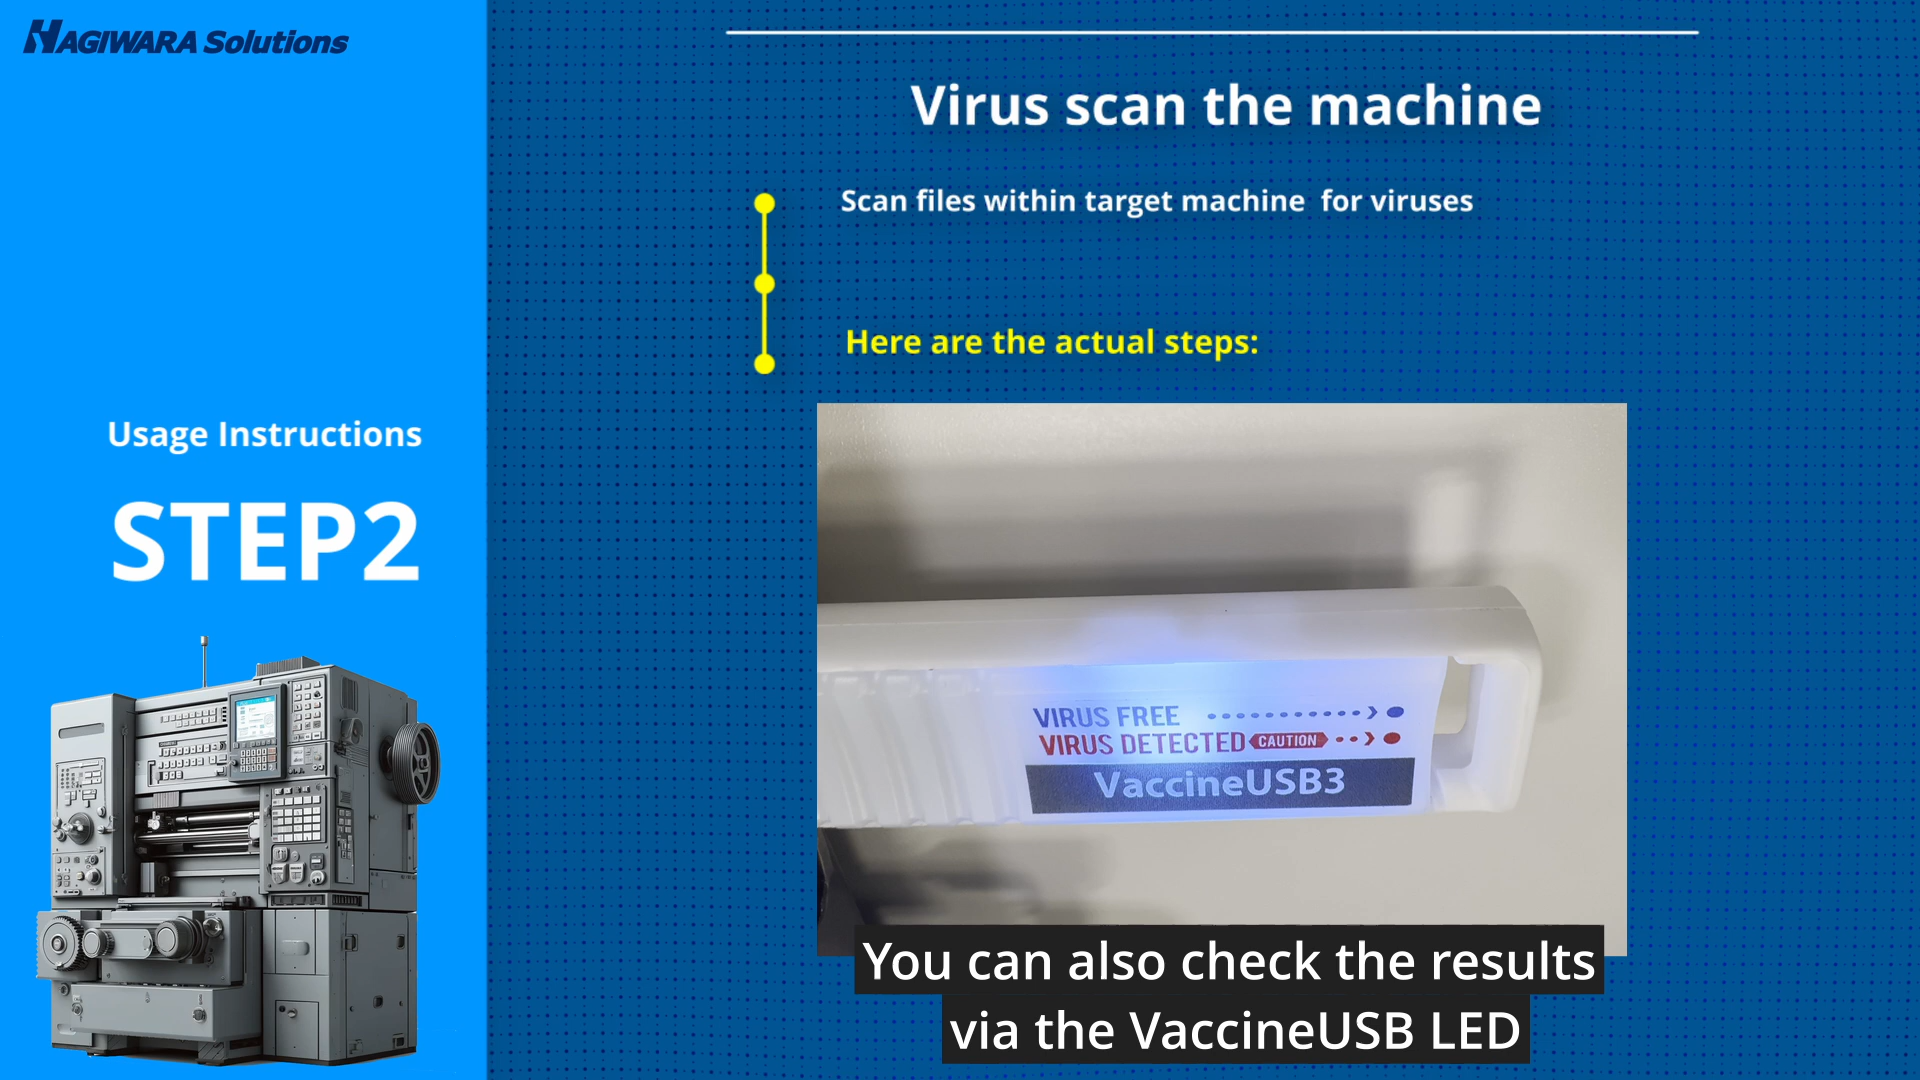 HAGIWARA Solutions
Virus scan the machine
Scan files within target machine for viruses
Here are the actual steps:
Usage Instructions
STEP2
VIRUS FREE
VIRUS DETECTED CAUTION
VaccineUSB3
You can also check the results
via the VaccineUSB LED